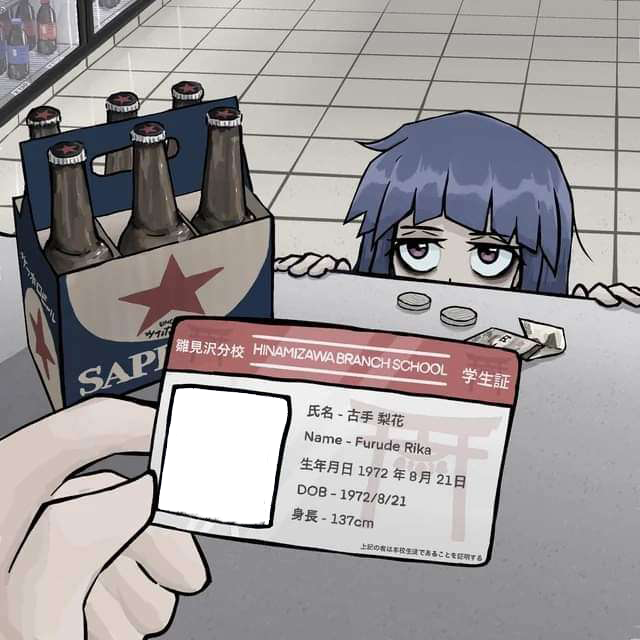 SAP
雛見沢分校
HINAMIZAWA BRANCH SCHOOL
学生証
氏名 - 古手 梨花
Name - Furude Rika
生年月日 1972 年 8月 21日
DOB - 1972/8/21
身長 - 137cm
上記の者は本校生徒であることを証明する